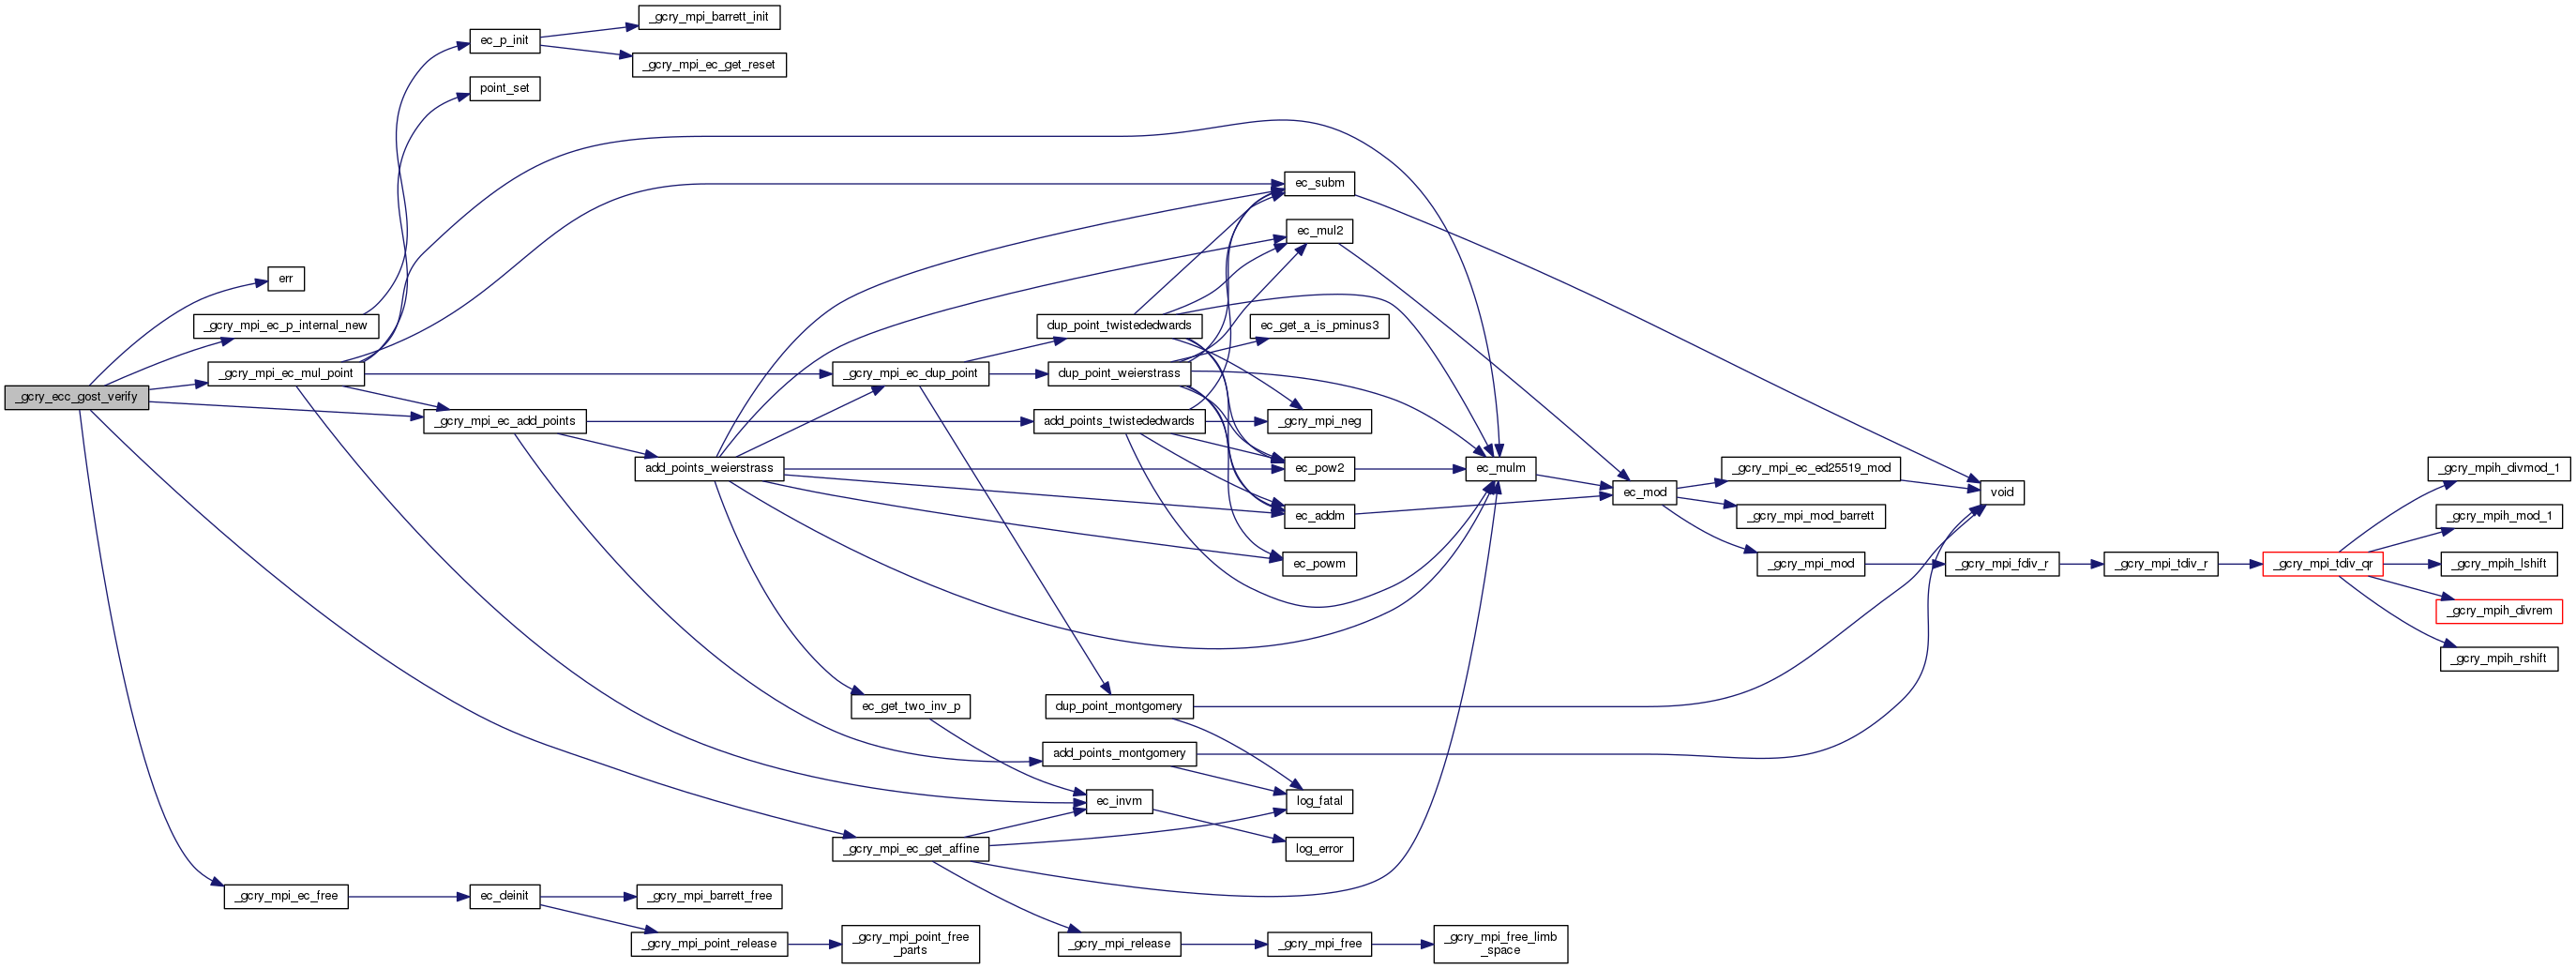 _gcry_mpi_barrett_init
ec_p_init
_gcry_mpi_ec_get_reset
point_set
ec_subm
ec_mul2
err
_gcry_mpi_ec_p_internal_new
dup_point_twistededwards
ec_get_a_is_pminus3
_gcry_mpi_ec_mul_point
_gcry_mpi_ec_dup_point
dup_point_weierstrass
_gcry_ecc_gost_verify
_gcry_mpi_ec_add_points
add_points_twistededwards
_gcry_mpi_neg
add_points_weierstrass
ec_pow2
ec_mulm
_gcry_mpi_ec_ed25519_mod
_gcry_mpih_divmod_1
ec_mod
void
ec_addm
_gcry_mpi_mod_barrett
_gcry_mpih_mod_1
ec_powm
_gcry_mpi_mod
_gcry_mpi_fdiv_r
_gcry_mpi_tdiv_r
_gcry_mpi_tdiv_qr
_gcry_mpih_lshift
_gcry_mpih_divrem
_gcry_mpih_rshift
ec_get_two_inv_p
dup_point_montgomery
add_points_montgomery
ec_invm
log_fatal
_gcry_mpi_ec_get_affine
log_error
_gcry_mpi_ec_free
ec_deinit
_gcry_mpi_barrett_free
_gcry_mpi_point_release
_gcry_mpi_point_free
_parts
_gcry_mpi_release
_gcry_mpi_free
_gcry_mpi_free_limb
_space